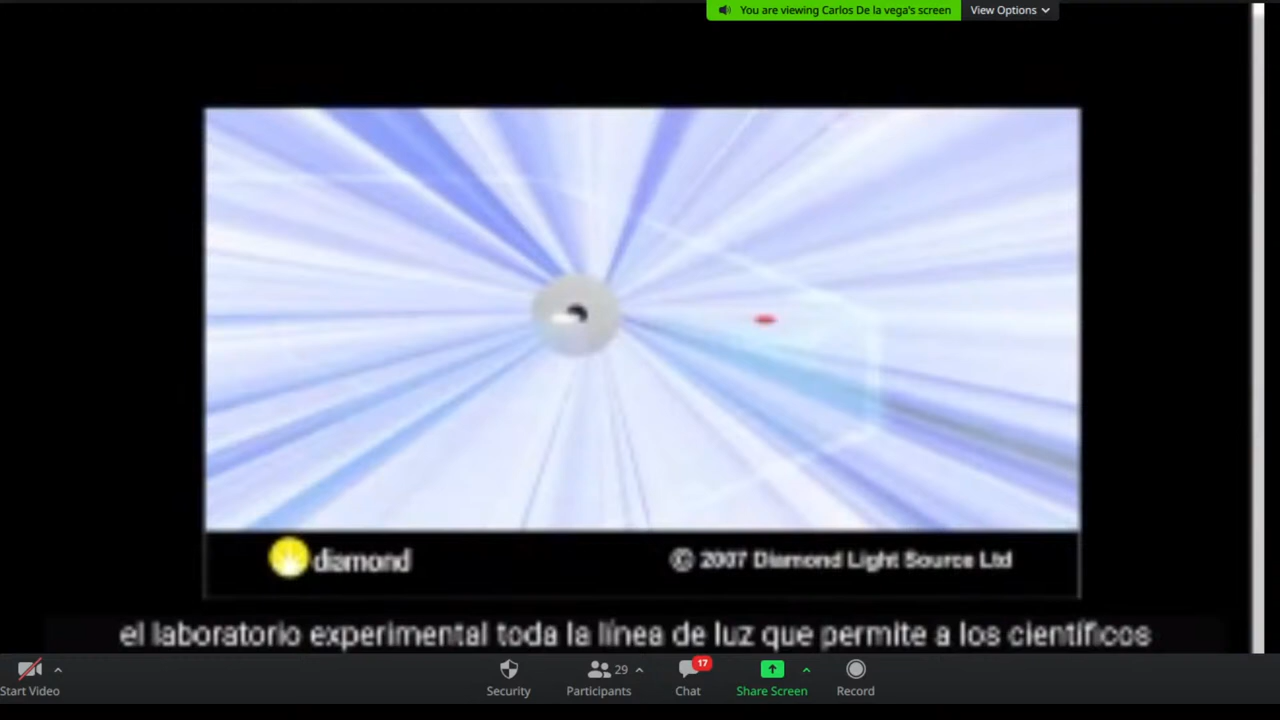 You are viewing Carlos De la vega's screen View Options
diamond © 2007 Diamond Light Source Ltd
el laboratorio experimental toda la línea de luz que permite a los científicos
29 17
Start Video Security Participants Chat Share Screen Record